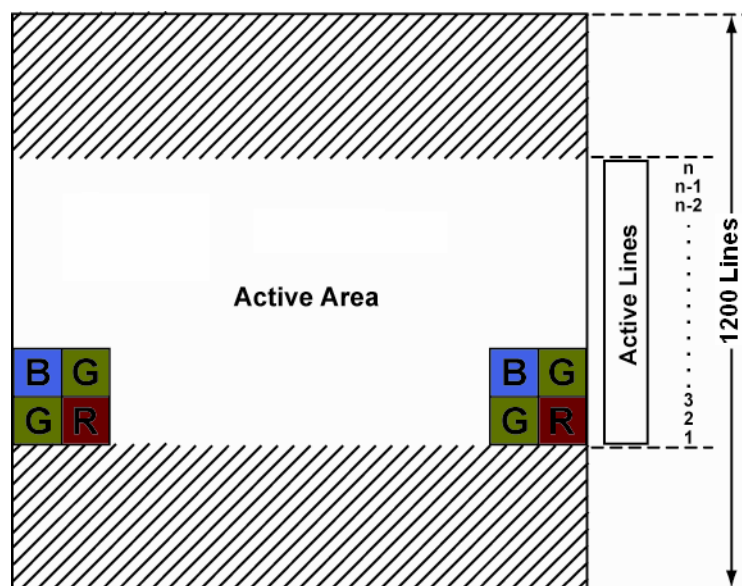 n
n-1
n-2
Active Lines
1200 Lines
Active Area
B G
G R
B G
G R
3
2
1